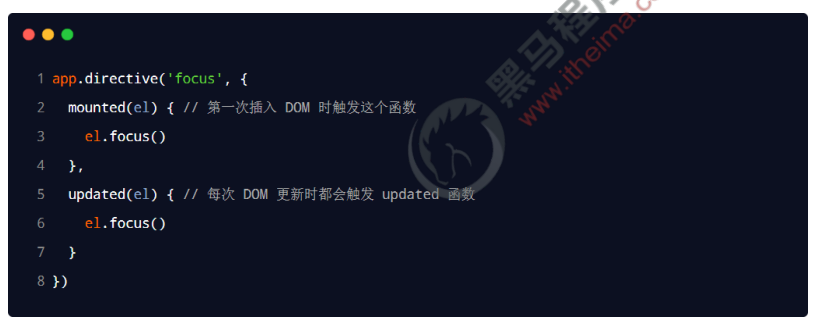 1 app.directive('focus', {
2 mounted(el) { // 第一次插入 DOM 时触发这个函数
3 el.focus()
4 },
5 updated(el) { // 每次 DOM 更新时都会触发 updated 函数
6 el.focus()
7 }
8 })
黑马程
www.itheima.c